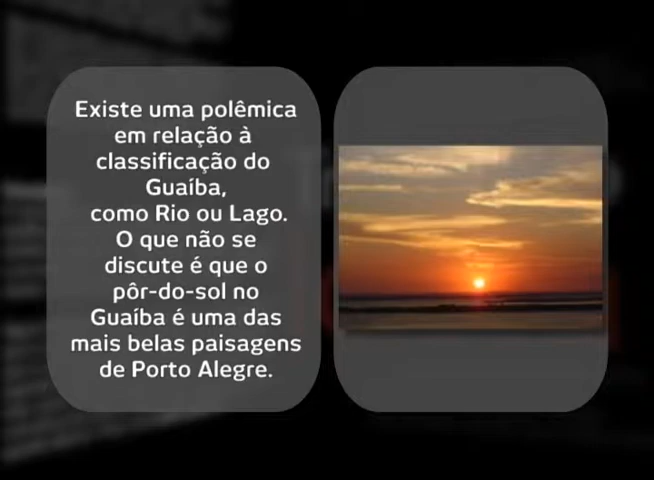 Existe uma polêmica
em relação à
classificação do
Guaíba,
como Rio ou Lago.
O que não se
discute é que o
pôr-do-sol no
Guaíba é uma das
mais belas paisagens
de Porto Alegre.